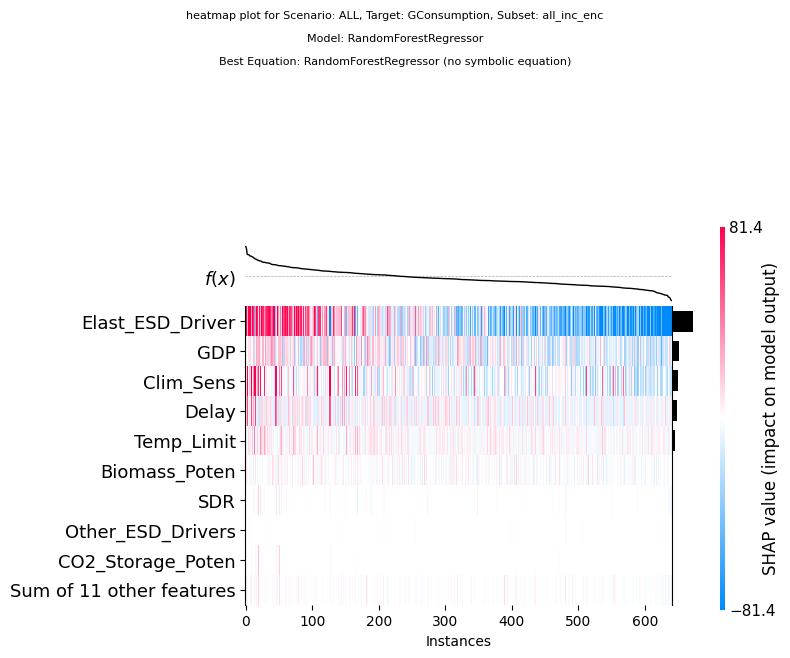 heatmap plot for Scenario: ALL, Target: GConsumption, Subset: all_inc_enc
Model: RandomForestRegressor
Best Equation: RandomForestRegressor (no symbolic equation)
81.4
f(x)
Elast_ESD_Driver
GDP
Clim_Sens
Delay
Temp_Limit
Biomass_Poten
SDR
Other_ESD_Drivers
CO2_Storage_Poten
Sum of 11 other features
SHAP value (impact on model output)
−81.4
0 100 200 300 400 500 600
Instances